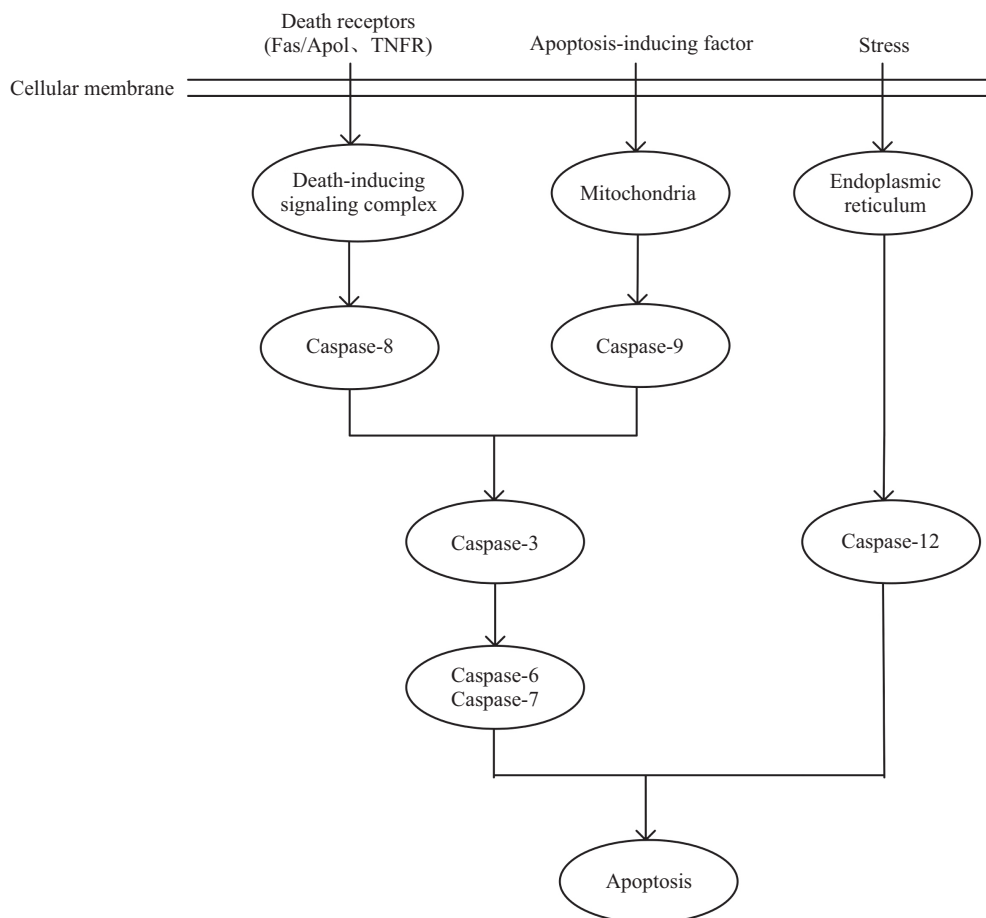 Death receptors
(Fas/Apol、TNFR)
Apoptosis-inducing factor
Stress
Cellular membrane
Death-inducing
signaling complex
Mitochondria
Endoplasmic
reticulum
Caspase-8
Caspase-9
Caspase-3
Caspase-12
Caspase-6
Caspase-7
Apoptosis